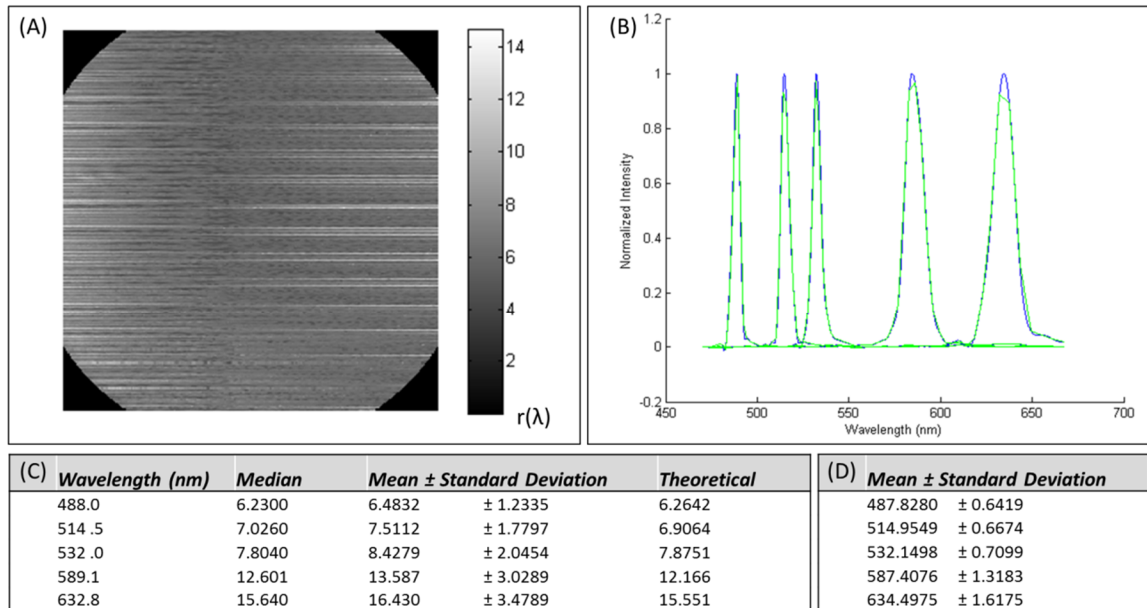 (A)
14
12
10
8
6
4
2
r(λ)
(B)
1.2
1
0.8
0.6
0.4
0.2
0
-0.2
450 500 550 600 650 700
Normalized Intensity
Wavelength (nm)
(C) Wavelength (nm) Median Mean ± Standard Deviation Theoretical
488.0 6.2300 6.4832 ± 1.2335 6.2642
514 .5 7.0260 7.5112 ± 1.7797 6.9064
532 .0 7.8040 8.4279 ± 2.0454 7.8751
589.1 12.601 13.587 ± 3.0289 12.166
632.8 15.640 16.430 ± 3.4789 15.551
(D) Mean ± Standard Deviation
487.8280 ± 0.6419
514.9549 ± 0.6674
532.1498 ± 0.7099
587.4076 ± 1.3183
634.4975 ± 1.6175